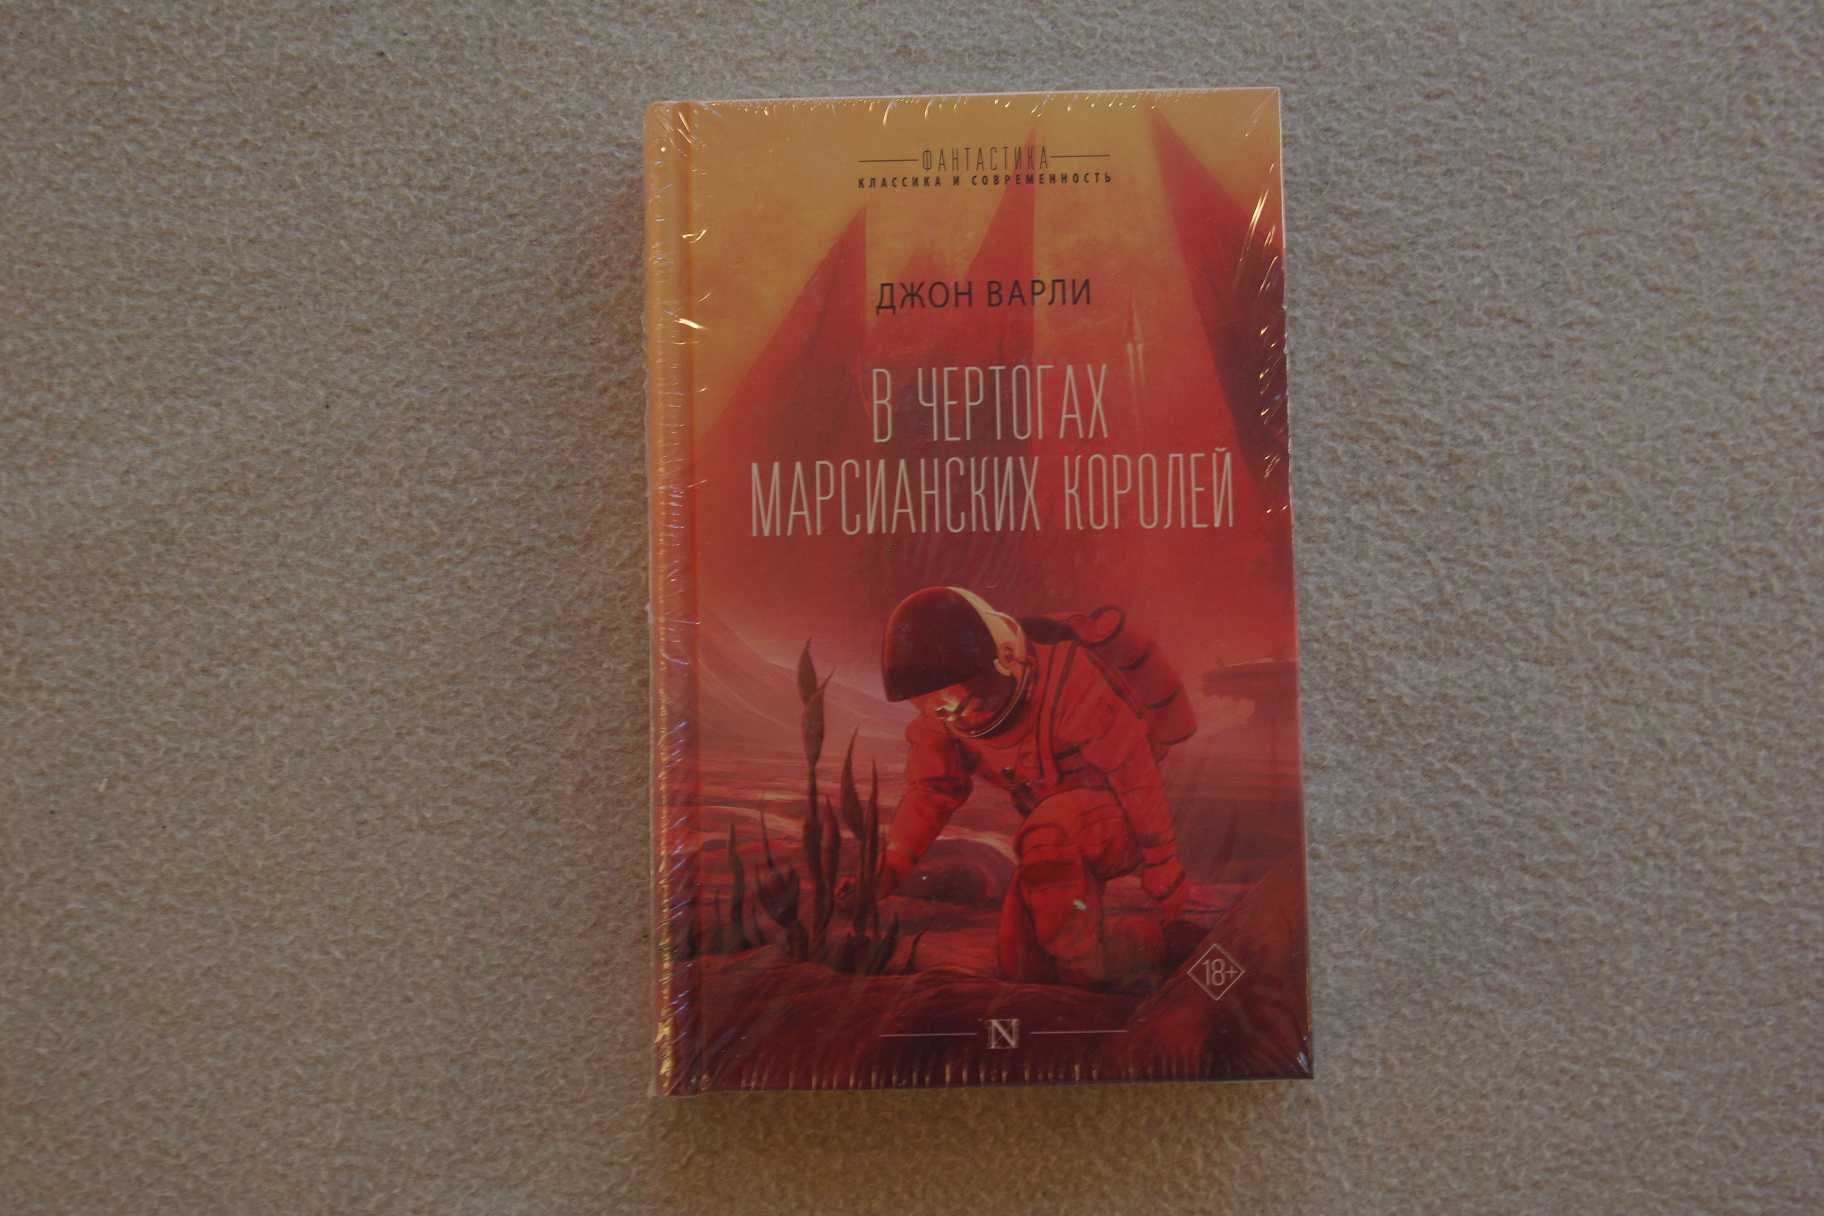 ФАНТАСТИКА
КЛАССИКА И СОВРЕМЕННОСТЬ
ДЖОН ВАРЛИ
В ЧЕРТОГАХ
МАРСИАНСКИХ КОРОЛЕЙ
18+
N